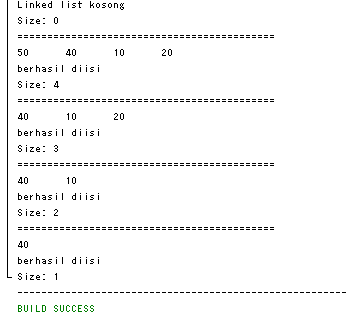 Linked list kosong
Size: 0
==========================================
50 40 10 20
berhasil diisi
Size: 4
==========================================
40 10 20
berhasil diisi
Size: 3
==========================================
40 10
berhasil diisi
Size: 2
==========================================
40
berhasil diisi
Size: 1
------------------------------------------------------
BUILD SUCCESS